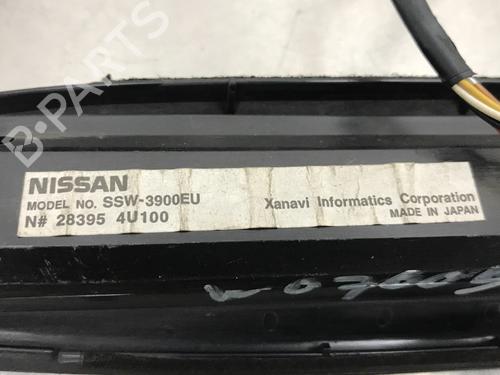 B-PARTS
NISSAN
MODEL NO. SSW-3900EU
N# 28395 4U100
Xanavi Informatics Corporation
MADE IN JAPAN